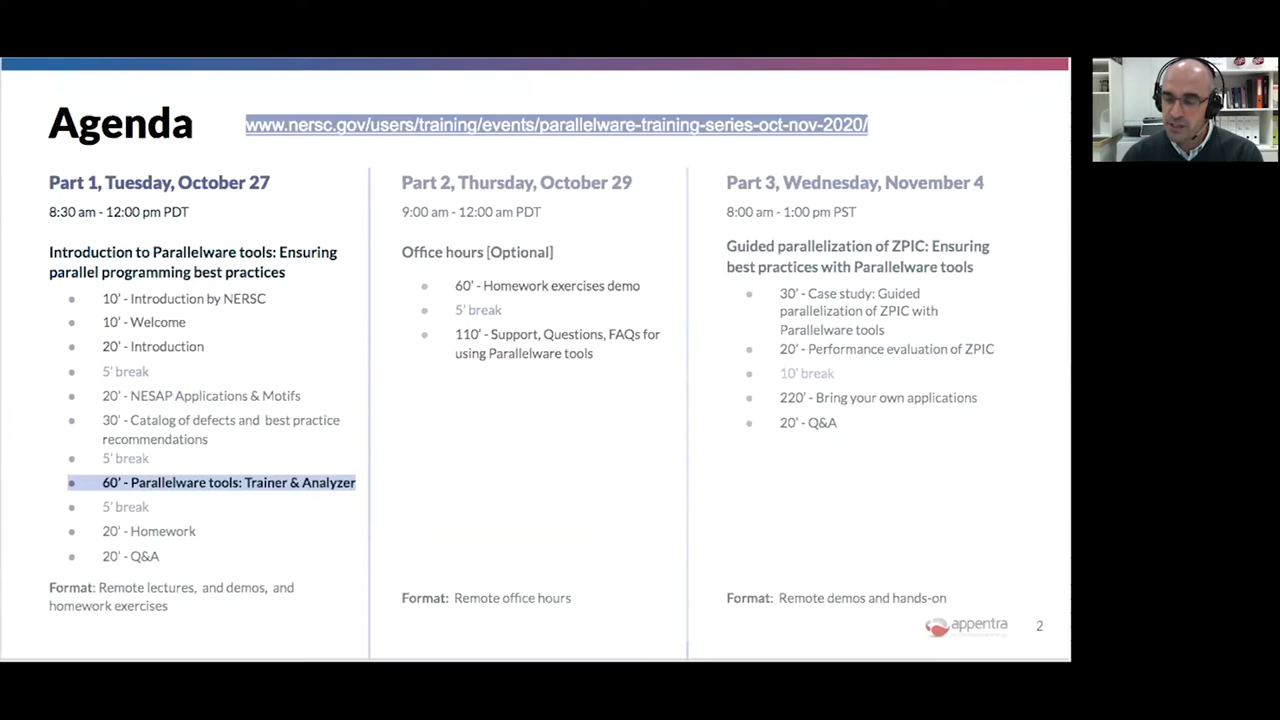 Agenda
www.nersc.gov/users/training/events/parallelware-training-series-oct-nov-2020/
Part 1, Tuesday, October 27
8:30 am - 12:00 pm PDT
Introduction to Parallelware tools: Ensuring
parallel programming best practices
● 10' - Introduction by NERSC
● 10' - Welcome
● 20' - Introduction
● 5' break
● 20' - NESAP Applications & Motifs
● 30' - Catalog of defects and best practice
recommendations
● 5' break
● 60' - Parallelware tools: Trainer & Analyzer
● 5' break
● 20' - Homework
● 20' - Q&A
Format: Remote lectures, and demos, and
homework exercises
Part 2, Thursday, October 29
9:00 am - 12:00 am PDT
Office hours [Optional]
● 60' - Homework exercises demo
● 5' break
● 110' - Support, Questions, FAQs for
using Parallelware tools
Format: Remote office hours
Part 3, Wednesday, November 4
8:00 am - 1:00 pm PST
Guided parallelization of ZPIC: Ensuring
best practices with Parallelware tools
● 30' - Case study: Guided
parallelization of ZPIC with
Parallelware tools
● 20' - Performance evaluation of ZPIC
● 10' break
● 220' - Bring your own applications
● 20' - Q&A
Format: Remote demos and hands-on
appentra
2